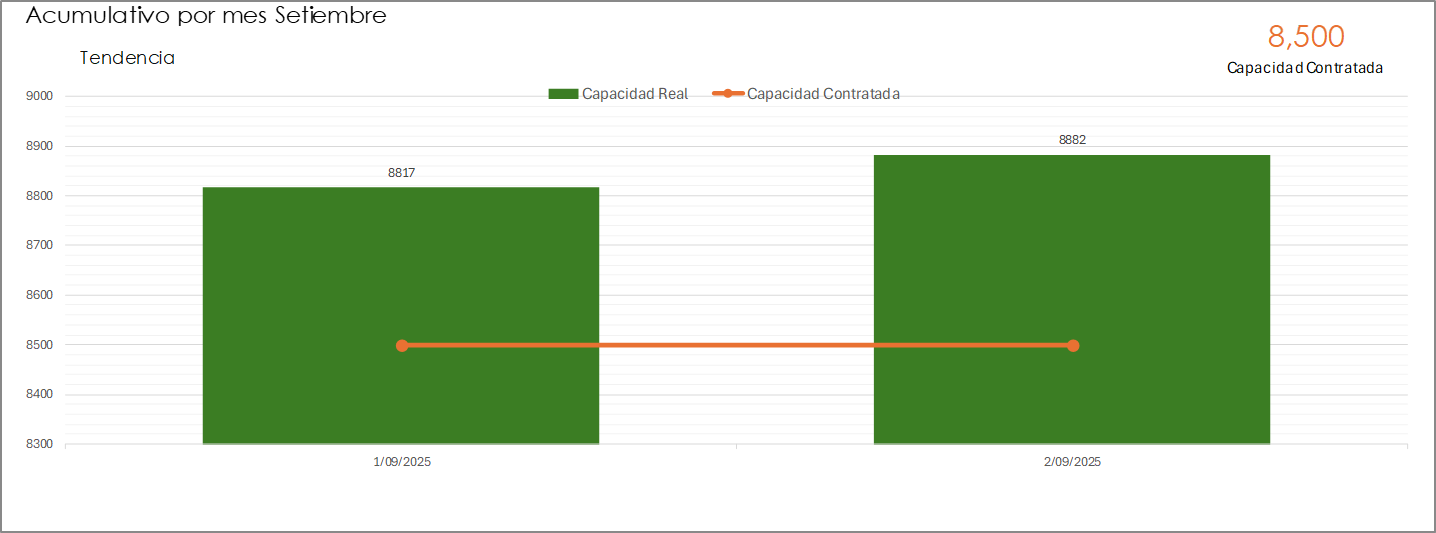 Acumulativo por mes Setiembre
8,500
Tendencia
Capacidad Contratada
Capacidad Real
Capacidad Contratada
9000
8900
8800
8700
8600
8500
8400
8300
8817
8882
1/09/2025
2/09/2025